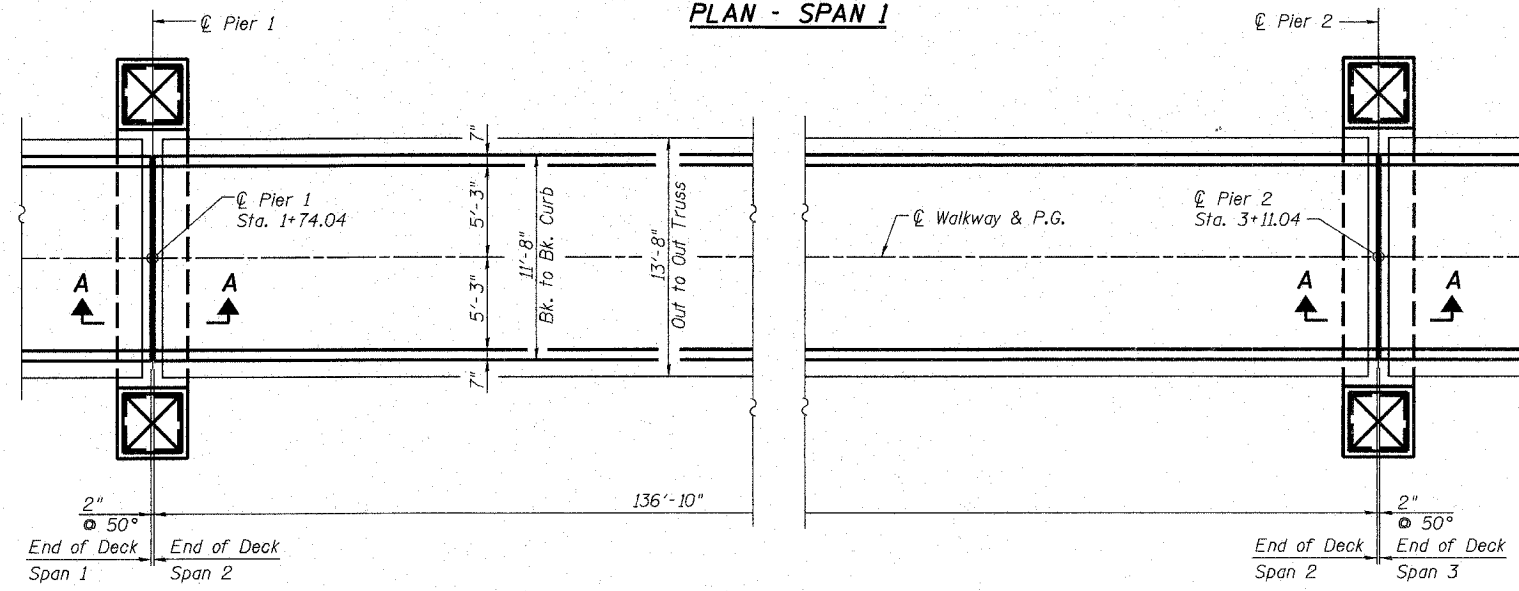 PLAN - SPAN 1
℄ Pier 1
℄ Pier 2
7"
℄ Pier 1
Sta. 1+74.04
5'-3"
11'-8"
Bk. to Bk. Curb
13'-8"
Out to Out Truss
℄ Walkway & P.G.
℄ Pier 2
Sta. 3+11.04
A
A
5'-3"
A
A
7"
2"
@ 50°
136'-10"
2"
@ 50°
End of Deck
Span 1
End of Deck
Span 2
End of Deck
Span 2
End of Deck
Span 3